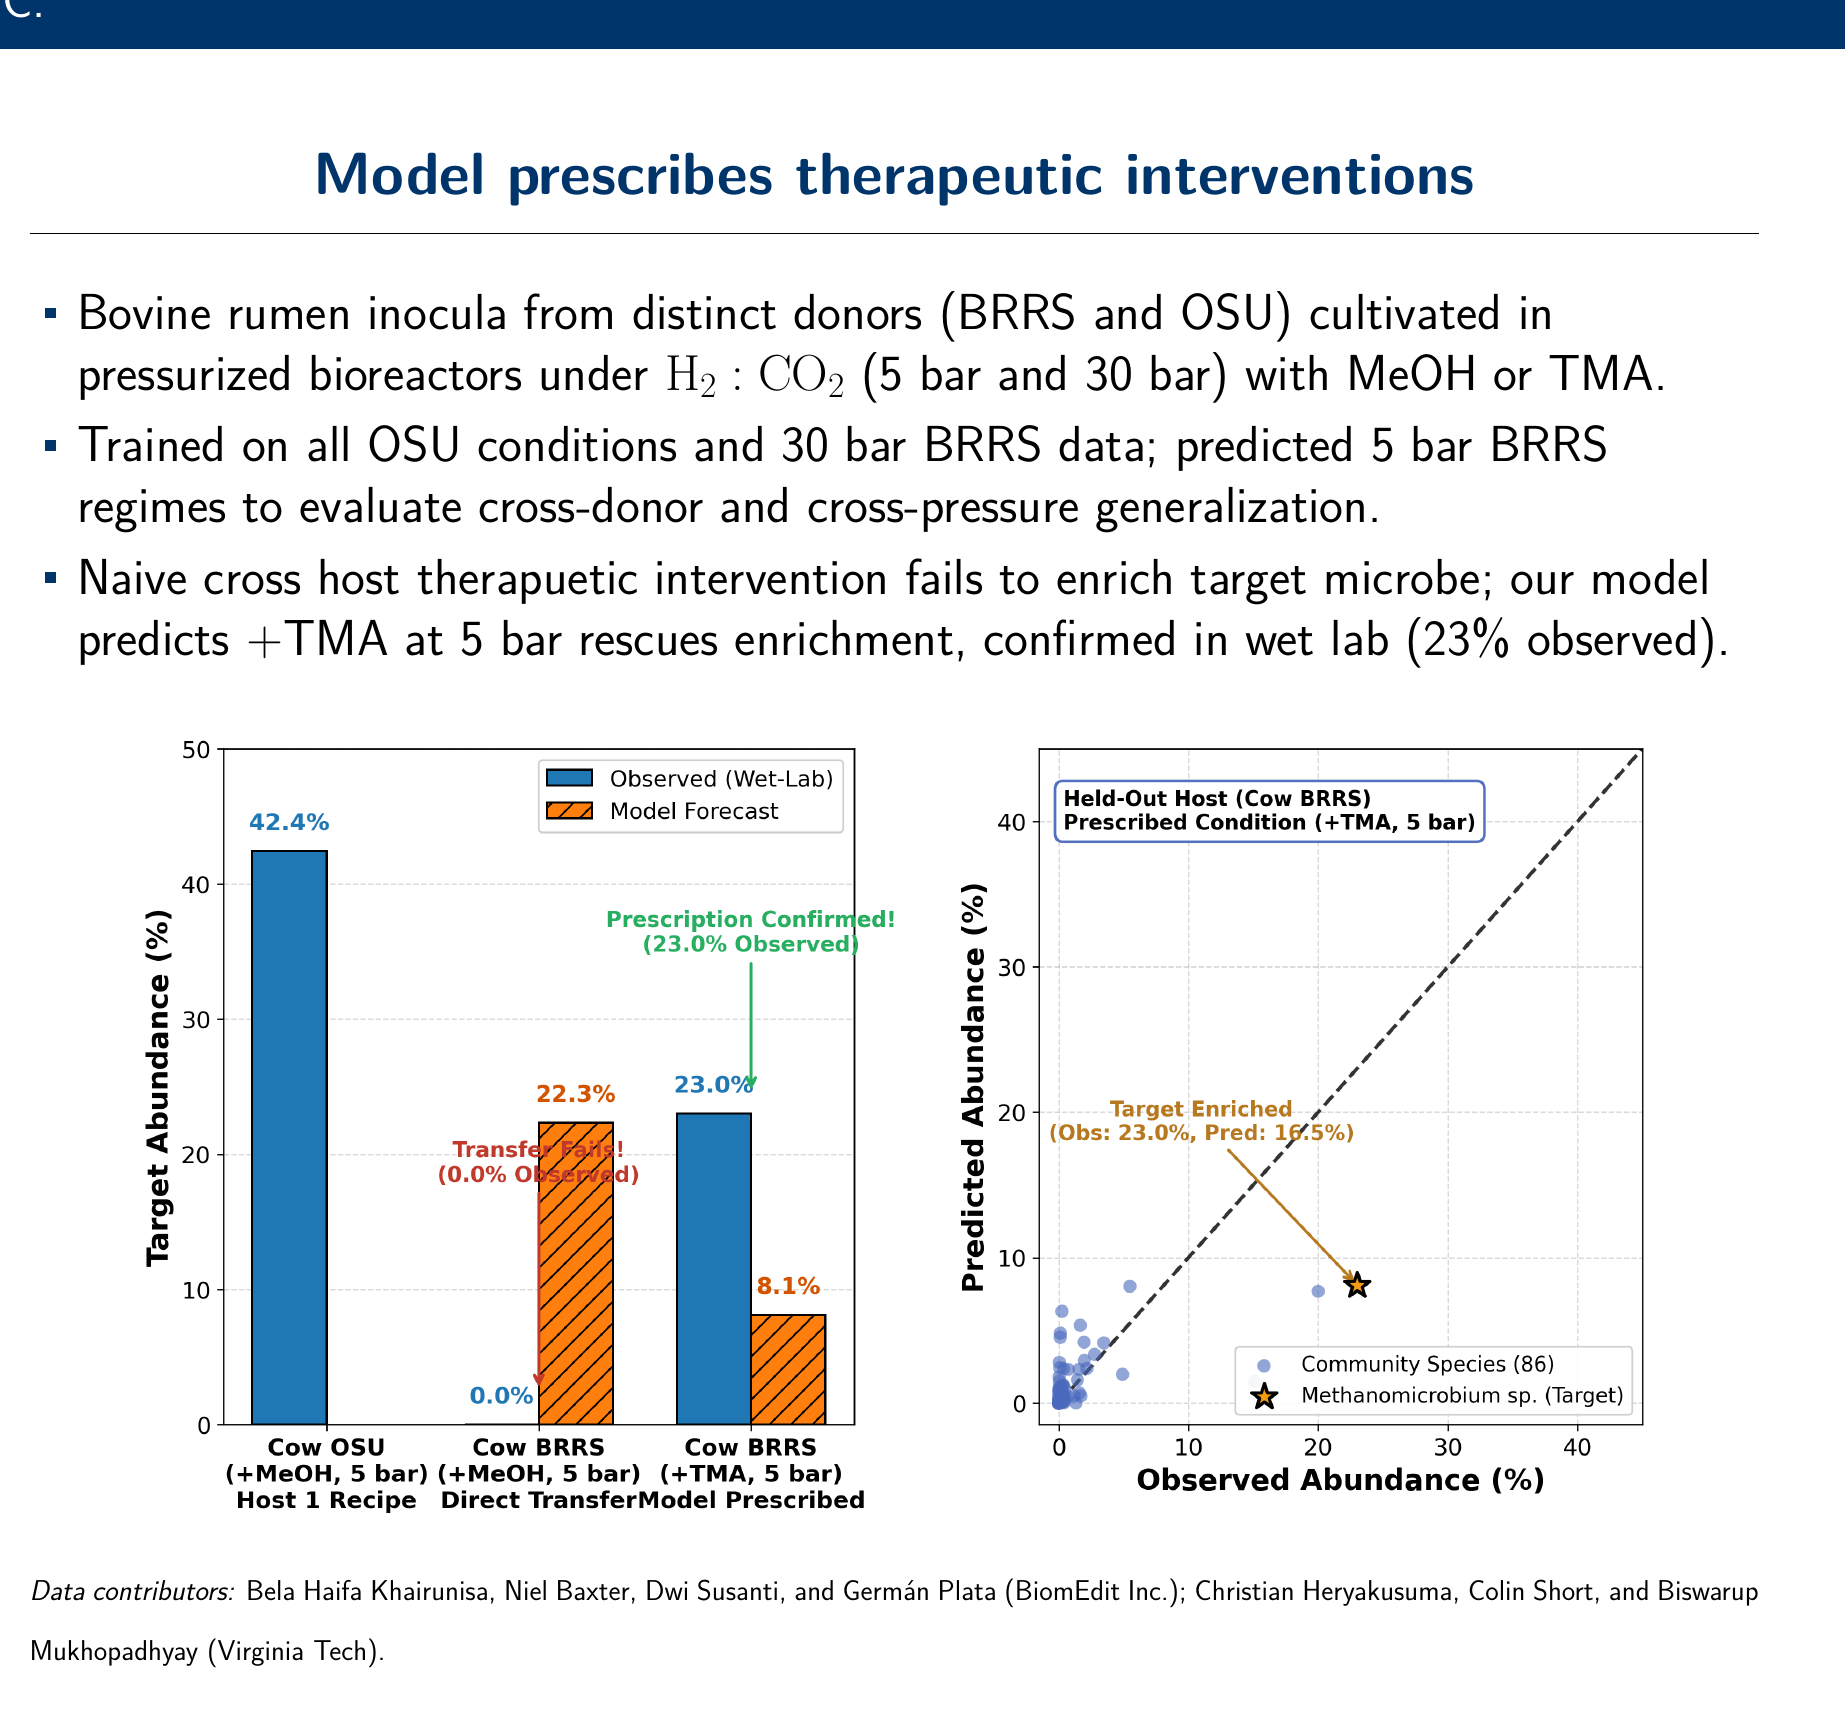 C.
Model prescribes therapeutic interventions
▪ Bovine rumen inocula from distinct donors (BRRS and OSU) cultivated in
pressurized bioreactors under H₂ : CO₂ (5 bar and 30 bar) with MeOH or TMA.
▪ Trained on all OSU conditions and 30 bar BRRS data; predicted 5 bar BRRS
regimes to evaluate cross-donor and cross-pressure generalization.
▪ Naive cross host therapuetic intervention fails to enrich target microbe; our model
predicts +TMA at 5 bar rescues enrichment, confirmed in wet lab (23% observed).
Target Abundance (%)
50
40
30
20
10
0
Observed (Wet-Lab)
Model Forecast
42.4%
Prescription Confirmed!
(23.0% Observed)
22.3%
23.0%
Transfer Fails!
(0.0% Observed)
8.1%
0.0%
Cow OSU
(+MeOH, 5 bar)
Host 1 Recipe
Cow BRRS
(+MeOH, 5 bar)
Direct Transfer
Cow BRRS
(+TMA, 5 bar)
Model Prescribed
Predicted Abundance (%)
40
30
20
10
0
Held-Out Host (Cow BRRS)
Prescribed Condition (+TMA, 5 bar)
Target Enriched
(Obs: 23.0%, Pred: 16.5%)
Community Species (86)
Methanomicrobium sp. (Target)
0 10 20 30 40
Observed Abundance (%)
Data contributors: Bela Haifa Khairunisa, Niel Baxter, Dwi Susanti, and Germán Plata (BiomEdit Inc.); Christian Heryakusuma, Colin Short, and Biswarup
Mukhopadhyay (Virginia Tech).